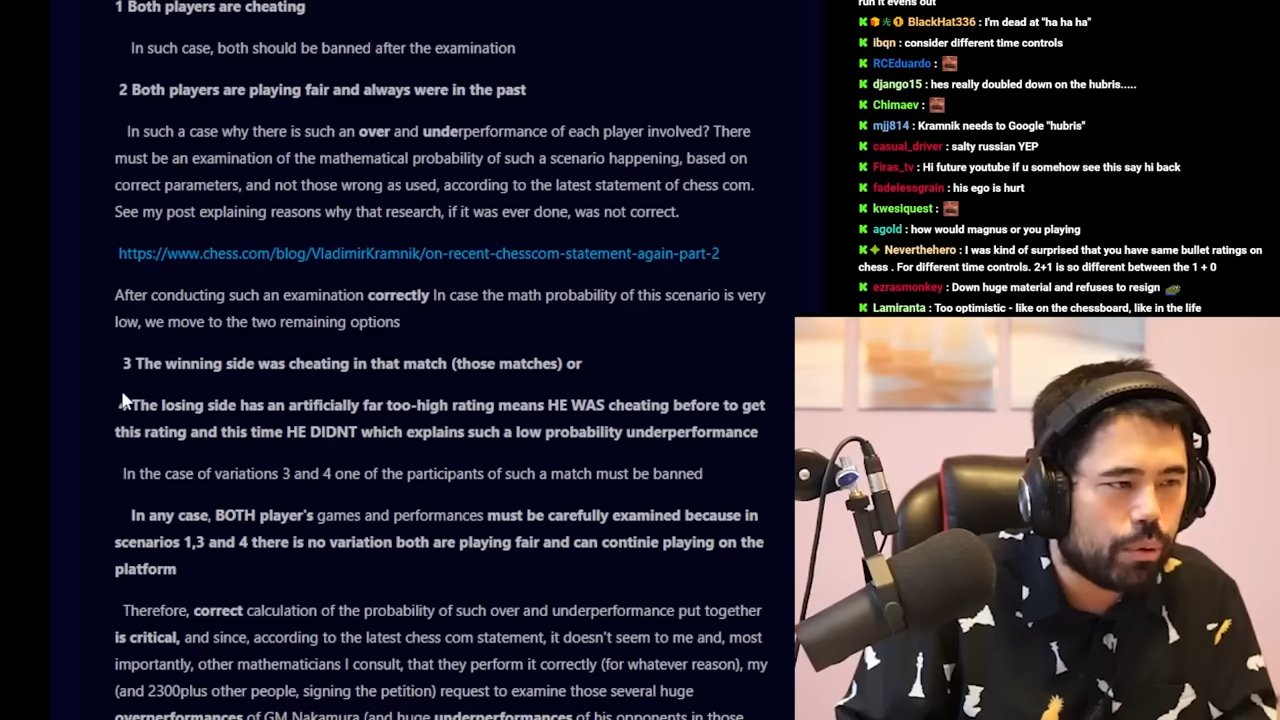 1 Both players are cheating
In such case, both should be banned after the examination
2 Both players are playing fair and always were in the past
In such a case why there is such an over and underperformance of each player involved? There
must be an examination of the mathematical probability of such a scenario happening, based on
correct parameters, and not those wrong as used, according to the latest statement of chess com.
See my post explaining reasons why that research, if it was ever done, was not correct.
https://www.chess.com/blog/VladimirKramnik/on-recent-chesscom-statement-again-part-2
After conducting such an examination correctly In case the math probability of this scenario is very
low, we move to the two remaining options
3 The winning side was cheating in that match (those matches) or
The losing side has an artificially far too-high rating means HE WAS cheating before to get
this rating and this time HE DIDNT which explains such a low probability underperformance
In the case of variations 3 and 4 one of the participants of such a match must be banned
In any case, BOTH player's games and performances must be carefully examined because in
scenarios 1,3 and 4 there is no variation both are playing fair and can continie playing on the
platform
Therefore, correct calculation of the probability of such over and underperformance put together
is critical, and since, according to the latest chess com statement, it doesn't seem to me and, most
importantly, other mathematicians I consult, that they perform it correctly (for whatever reason), my
(and 2300plus other people, signing the petition) request to examine those several huge
overperformances of GM Nakamura (and huge underperformances of his opponents in those
run it evens out
BlackHat336 : I'm dead at "ha ha ha"
ibqn : consider different time controls
RCEduardo :
django15 : hes really doubled down on the hubris.....
Chimaev :
mjj814 : Kramnik needs to Google "hubris"
casual_driver : salty russian YEP
Firas_tv : Hi future youtube if u somehow see this say hi back
fadelessgrain : his ego is hurt
kwesiquest :
agold : how would magnus or you playing
Neverthehero : I was kind of surprised that you have same bullet ratings on
chess . For different time controls. 2+1 is so different between the 1 + 0
ezrasmonkey : Down huge material and refuses to resign
Lamiranta : Too optimistic - like on the chessboard, like in the life